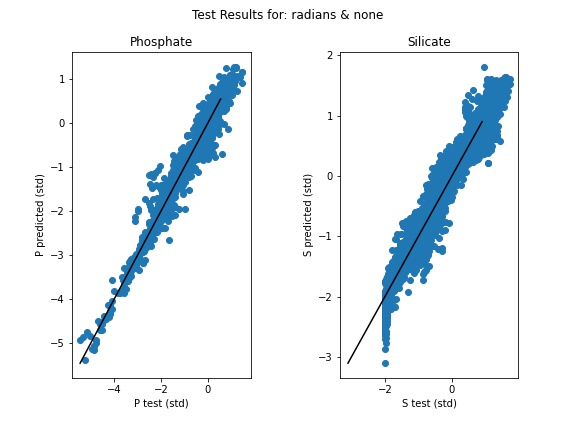 Test Results for: radians & none
Phosphate
Silicate
1
0
−1
−2
−3
−4
−5
P predicted (std)
−4
−2
0
P test (std)
2
1
0
−1
−2
−3
S predicted (std)
−2
0
S test (std)